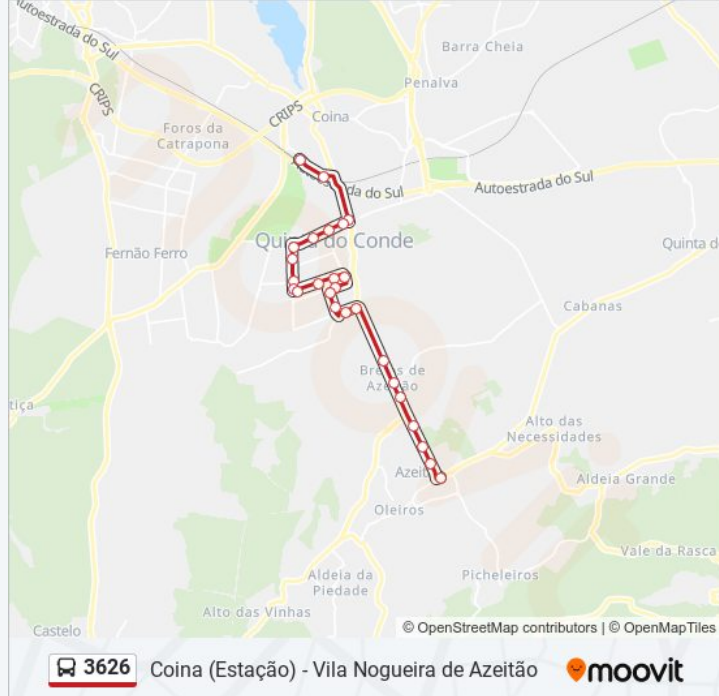 Autoestrada do Sul
Barra Cheia
Penalva
CRIPS
CRIPS
Coina
Foros da
Catrapona
da do Sul
Autoestrada do Sul
Quinta do Conde
Quinta d
Fernão Ferro
Cabanas
Brejos de
Azeitão
tiça
Alto das
Necessidades
Azeitão
Aldeia Grande
Oleiros
Vale da Rasca
Aldeia da
Piedade
Picheleiros
Alto das Vinhas
Castelo
© OpenStreetMap contributors | © OpenMapTiles
3626 Coina (Estação) - Vila Nogueira de Azeitão moovit